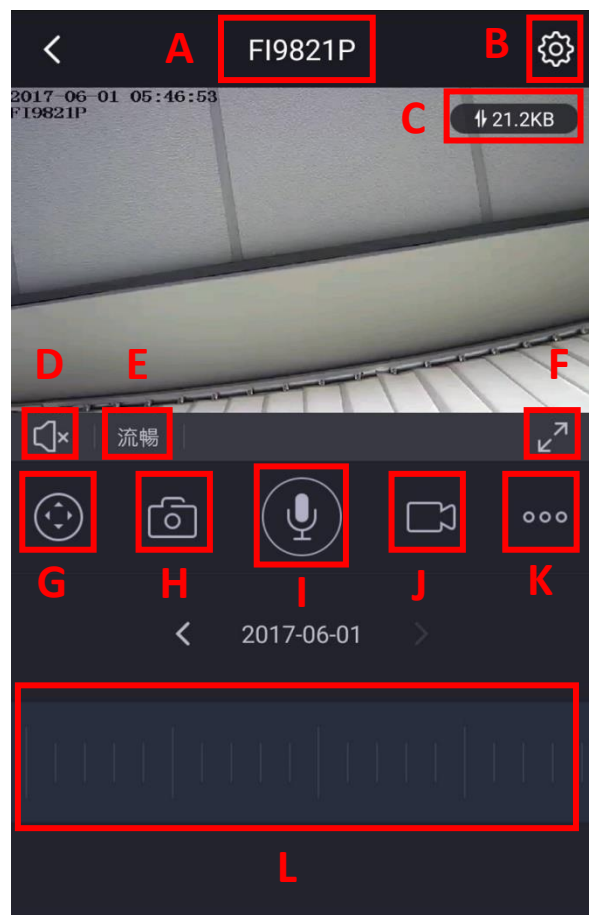 A FI9821P B
2017-06-01 05:46:53
FI9821P
C 21.2KB
D E F
流暢
G H I J K
2017-06-01
L